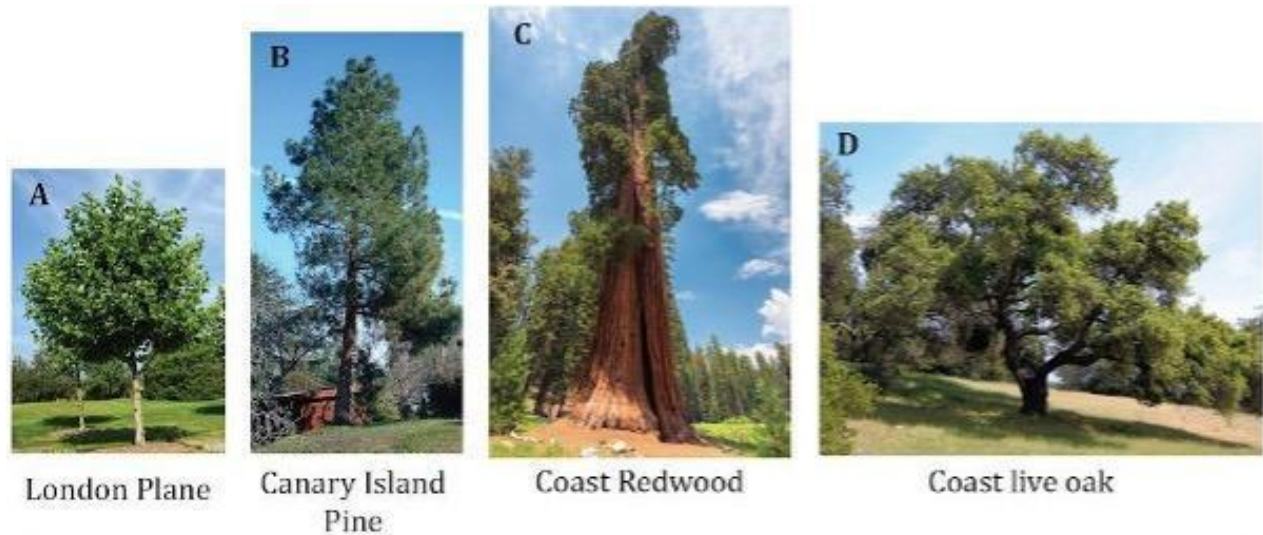 A
B
C
D
London Plane
Canary Island
Pine
Coast Redwood
Coast live oak